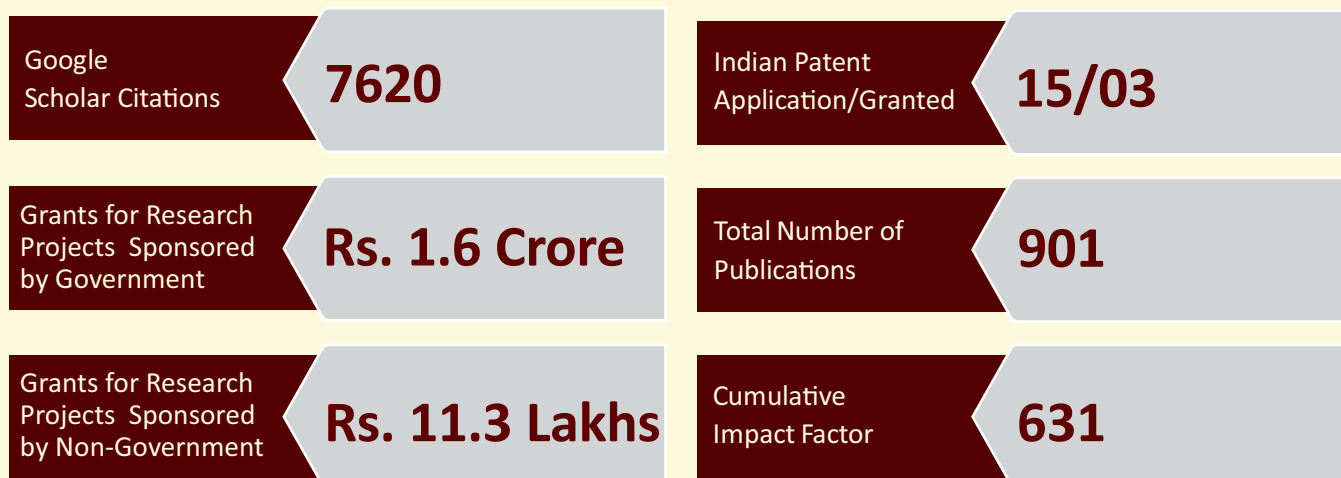 Google
Scholar Citations
7620
Indian Patent
Application/Granted
15/03
Grants for Research
Projects Sponsored
by Government
Rs. 1.6 Crore
Total Number of
Publications
901
Grants for Research
Projects Sponsored
by Non-Government
Rs. 11.3 Lakhs
Cumulative
Impact Factor
631